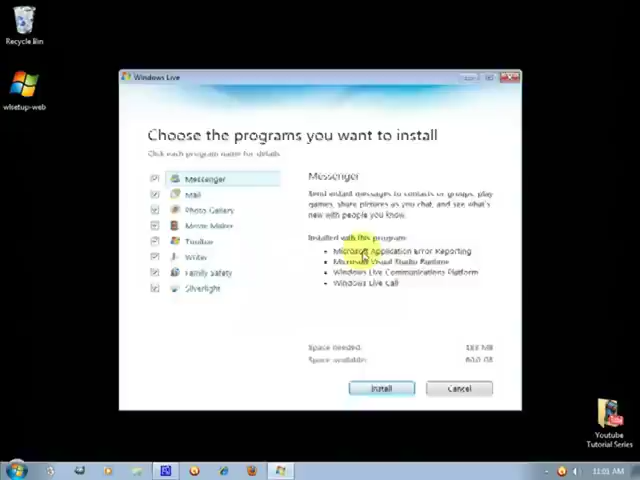 Recycle Bin
wlsetup-web
Windows Live
Choose the programs you want to install
Click each program name for details
Messenger
Mail
Photo Gallery
Movie Maker
Toolbar
Writer
Family Safety
Silverlight
Messenger
Send instant messages to contacts or groups, play
games, share pictures as you chat, and see what's
new with people you know.
Installed with this program:
Microsoft Application Error Reporting
Microsoft Visual Studio Runtime
Windows Live Communications Platform
Windows Live Call
Space needed:
Space available:
Install
Cancel
Youtube
Tutorial Series
11:01 AM